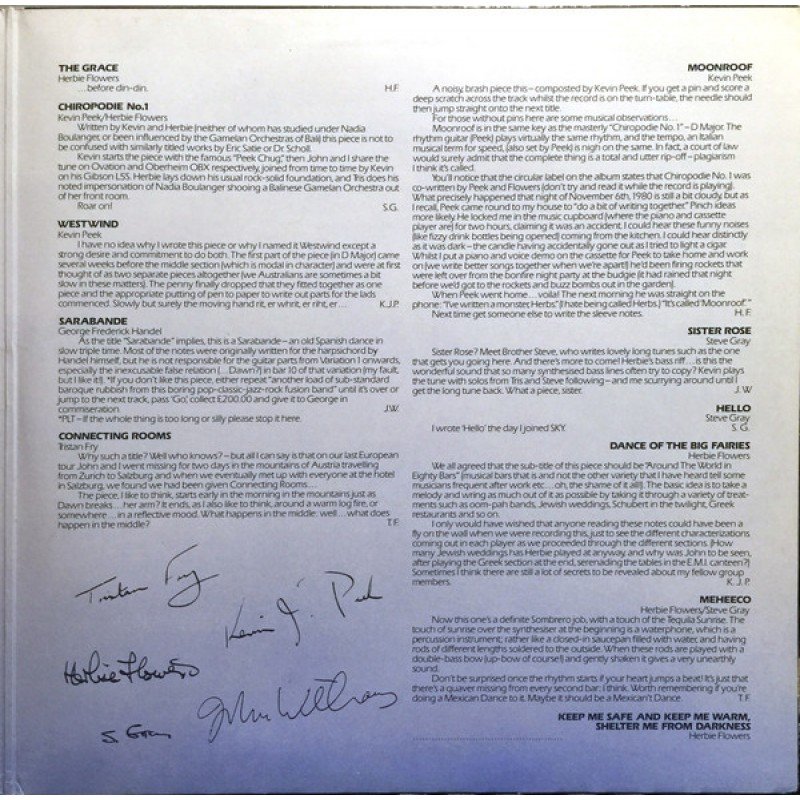 THE GRACE
Herbie Flowers
...before din-din. H.F.
CHIROPODIE No.1
Kevin Peek/Herbie Flowers
Written by Kevin and Herbie (neither of whom has studied under Nadia
Boulanger, or been influenced by the Gamelan Orchestras of Bali) this piece is not to
be confused with similarly titled works by Eric Satie or Dr. Scholl.
Kevin starts the piece with the famous "Peek Chug," then John and I share the
tune on Ovation and Oberheim OBX respectively, joined from time to time by Kevin
on his Gibson L5S. Herbie lays down his usual rock-solid foundation, and Tris does his
noted impersonation of Nadia Boulanger shooing a Balinese Gamelan Orchestra out
of her front room.
Roar on! S.G.
WESTWIND
Kevin Peek
I have no idea why I wrote this piece or why I named it Westwind except a
strong desire and commitment to do both. The first part of the piece (in D Major) came
several weeks before the middle section (which is modal in character) and were at first
thought of as two separate pieces altogether (we Australians are sometimes a bit
slow in these matters). The penny finally dropped that they fitted together as one
piece and the appropriate putting of pen to paper to write out parts for the lads
commenced. Slowly but surely the moving hand rit, er whrit, er riht, er... K.J.P.
SARABANDE
George Frederick Handel
As the title "Sarabande" implies, this is a Sarabande – an old Spanish dance in
slow triple time. Most of the notes were originally written for the harpsichord by
Handel himself, but he is not responsible for the guitar parts from Variation 1 onwards,
especially the inexcusable false relation (...Dawn?) in bar 10 of that variation (my fault,
but I like it!). *If you don't like this piece, either repeat "another load of sub-standard
baroque rubbish from this boring pop-classic-jazz-rock fusion band" until it's over or
jump to the next track, pass 'Go,' collect £200.00 and give it to George in
commiseration. J.W.
*PLT – If the whole thing is too long or silly please stop it here.
CONNECTING ROOMS
Tristan Fry
Why such a title? Well who knows? – but all I can say is that on our last European
tour John and I went missing for two days in the mountains of Austria travelling
from Zurich to Salzburg and when we eventually met up with everyone at the hotel
in Salzburg, we found we had been given Connecting Rooms...
The piece, I like to think, starts early in the morning in the mountains just as
Dawn breaks... her arm? It ends, as I also like to think, around a warm log fire, or
somewhere... in a reflective mood. What happens in the middle: well... what does
happen in the middle? T.F.
Tristan Fry
Kevin J. Peek
Herbie Flowers
John Williams
S. Gray
MOONROOF
Kevin Peek
A noisy, brash piece this – composed by Kevin Peek. If you get a pin and score a
deep scratch across the track whilst the record is on the turn-table, the needle should
then jump straight onto the next title.
For those without pins here are some musical observations...
Moonroof is in the same key as the masterly "Chiropodie No. 1" – D Major. The
rhythm guitar (Peek) plays virtually the same rhythm, and the tempo, an Italian
musical term for speed, (also set by Peek) is nigh on the same. In fact, a court of law
would surely admit that the complete thing is a total and utter rip-off – plagiarism
I think it's called.
You'll notice that the circular label on the album states that Chiropodie No. 1 was
co-written by Peek and Flowers (don't try and read it while the record is playing).
What precisely happened that night of November 6th, 1980 is still a bit cloudy, but as
I recall, Peek came round to my house to "do a bit of writing together." Pinch ideas
more likely. He locked me in the music cupboard (where the piano and cassette
player are) for two hours, claiming it was an accident. I could hear these funny noises
(like fizzy drink bottles being opened) coming from the kitchen. I could hear distinctly
as it was dark – the candle having accidentally gone out as I tried to light a cigar.
Whilst I put a piano and voice demo on the cassette for Peek to take home and work
on (we write better songs together when we're apart) he'd been firing rockets that
were left over from the bonfire night party at the budgie (it had rained that night
before we'd got to the rockets and buzz bombs out in the garden).
When Peek went home... voila! The next morning he was straight on the
phone: "I've written a monster, Herbs." (I hate being called Herbs.) "It's called 'Moonroof.'"
Next time get someone else to write the sleeve notes. H.F.
SISTER ROSE
Steve Gray
Sister Rose? Meet Brother Steve, who writes lovely long tunes such as the one
that gets you going here. And there's more to come! Herbie's bass riff...is this the
wonderful sound that so many synthesised bass lines often try to copy? Kevin plays
the tune with solos from Tris and Steve following – and me scurrying around until I
get the long tune back. What a piece, sister. J.W
HELLO
Steve Gray
I wrote 'Hello' the day I joined SKY. S.G.
DANCE OF THE BIG FAIRIES
Herbie Flowers
We all agreed that the sub-title of this piece should be "Around The World in
Eighty Bars" (musical bars that is and not the other variety that I have heard tell some
musicians frequent after work etc... oh, the shame of it all!). The basic idea is to take a
melody and wring as much out of it as possible by taking it through a variety of treat-
ments such as oom-pah bands, Jewish weddings, Schubert in the twilight, Greek
restaurants and so on.
I only would have wished that anyone reading these notes could have been a
fly on the wall when we were recording this, just to see the different characterizations
coming out in each player as we proceeded through the different sections. (How
many Jewish weddings has Herbie played at anyway, and why was John to be seen,
after playing the Greek section at the end, serenading the tables in the E.M.I. canteen?)
Sometimes I think there are still a lot of secrets to be revealed about my fellow group
members. K.J.P.
MEHEECO
Herbie Flowers/Steve Gray
Now this one's a definite Sombrero job, with a touch of the Tequila Sunrise. The
touch of sunrise over the synthesiser at the beginning is a waterphone, which is a
percussion instrument; rather like a closed-in saucepan filled with water, and having
rods of different lengths soldered to the outside. When these rods are played with a
double-bass bow (up-bow of course!) and gently shaken it gives a very unearthly
sound.
Don't be surprised once the rhythm starts if your heart jumps a beat! It's just that
there's a quaver missing from every second bar: I think. Worth remembering if you're
doing a Mexican Dance to it. Maybe it should be a Mexican't Dance. T.F.
KEEP ME SAFE AND KEEP ME WARM,
SHELTER ME FROM DARKNESS
Herbie Flowers